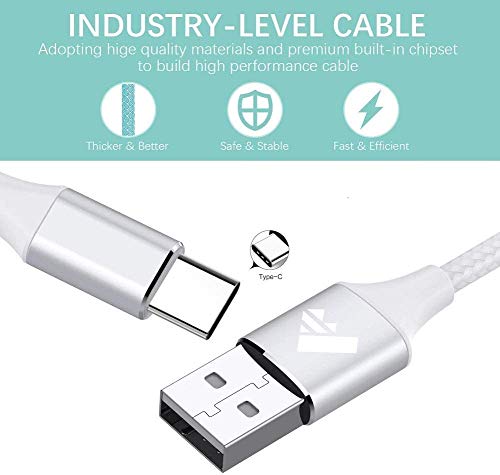 INDUSTRY-LEVEL CABLE
Adopting hige quality materials and premium built-in chipset
to build high performance cable
Thicker & Better
Safe & Stable
Fast & Efficient
Type-C